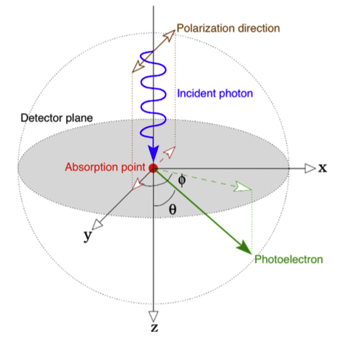 Polarization direction
Incident photon
Detector plane
Absorption point
ϕ
x
θ
y
Photoelectron
z